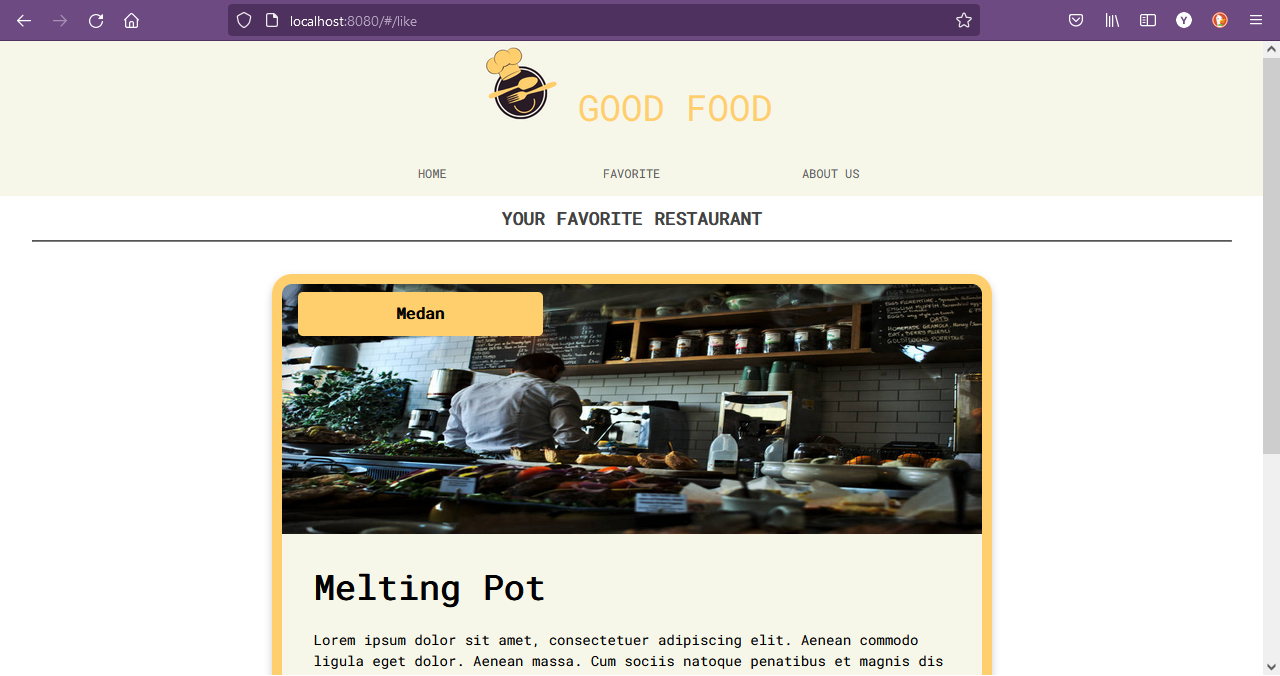 localhost:8080/#/like
Y
GOOD FOOD
HOME FAVORITE ABOUT US
YOUR FAVORITE RESTAURANT
Medan
Melting Pot
Lorem ipsum dolor sit amet, consectetuer adipiscing elit. Aenean commodo
ligula eget dolor. Aenean massa. Cum sociis natoque penatibus et magnis dis